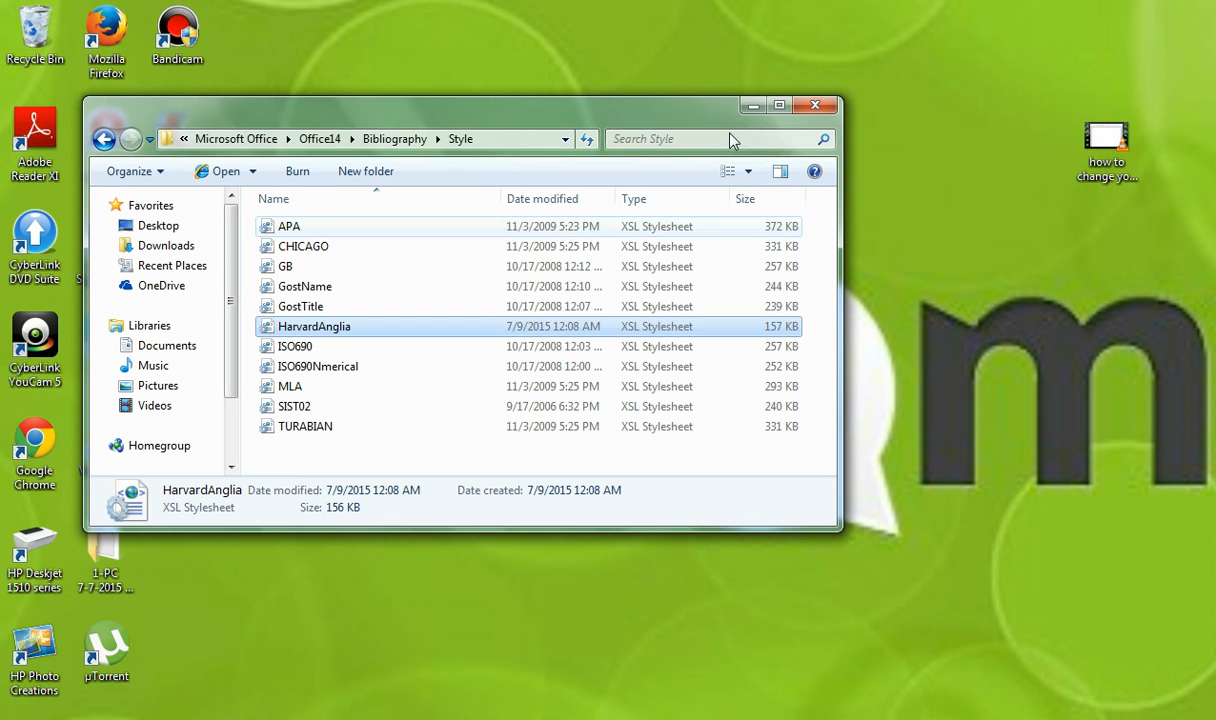 Recycle Bin
Mozilla
Firefox
Bandicam
Adobe
Reader XI
CyberLink
DVD Suite
CyberLink
YouCam 5
Google
Chrome
HP Deskjet
1510 series
1-PC
7-7-2015 ...
HP Photo
Creations
µTorrent
how to
change yo...
« Microsoft Office Office14 Bibliography Style
Search Style
Organize Open Burn New folder
Favorites
Desktop
Downloads
Recent Places
OneDrive
Libraries
Documents
Music
Pictures
Videos
Homegroup
Name Date modified Type Size
APA 11/3/2009 5:23 PM XSL Stylesheet 372 KB
CHICAGO 11/3/2009 5:25 PM XSL Stylesheet 331 KB
GB 10/17/2008 12:12 ... XSL Stylesheet 257 KB
GostName 10/17/2008 12:10 ... XSL Stylesheet 244 KB
GostTitle 10/17/2008 12:07 ... XSL Stylesheet 239 KB
HarvardAnglia 7/9/2015 12:08 AM XSL Stylesheet 157 KB
ISO690 10/17/2008 12:03 ... XSL Stylesheet 257 KB
ISO690Nmerical 10/17/2008 12:00 ... XSL Stylesheet 252 KB
MLA 11/3/2009 5:25 PM XSL Stylesheet 293 KB
SIST02 9/17/2006 6:32 PM XSL Stylesheet 240 KB
TURABIAN 11/3/2009 5:25 PM XSL Stylesheet 331 KB
HarvardAnglia Date modified: 7/9/2015 12:08 AM Date created: 7/9/2015 12:08 AM
XSL Stylesheet Size: 156 KB
m